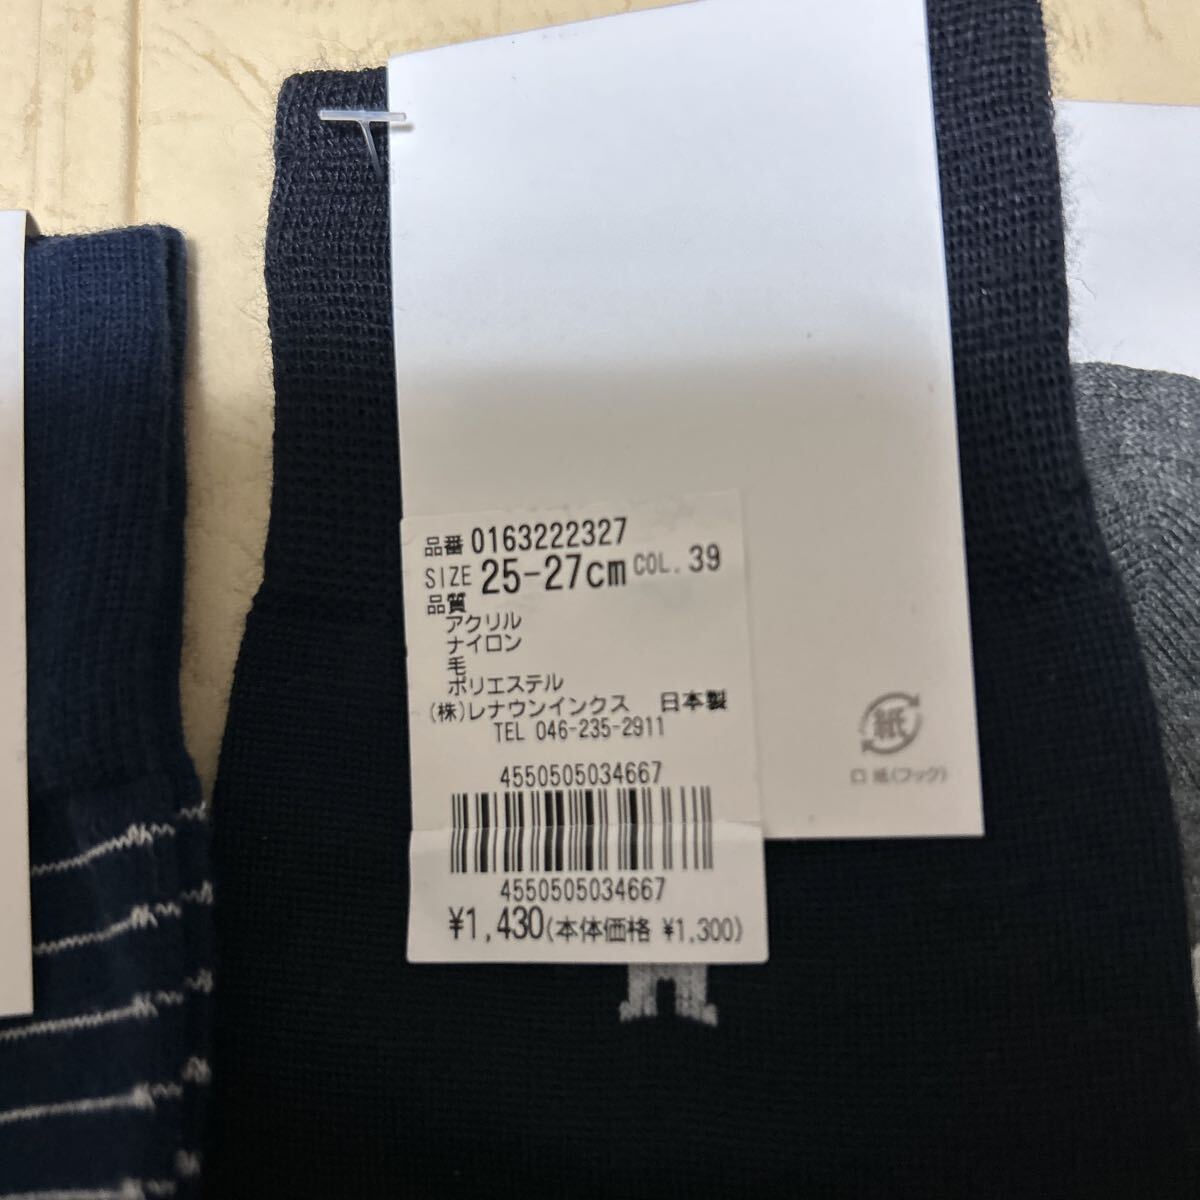 品番 0163222327
SIZE 25-27cm COL. 39
品質
アクリル
ナイロン
毛
ポリエステル
(株)レナウンインクス 日本製
TEL 046-235-2911
4550505034667
4550505034667
¥1,430(本体価格 ¥1,300)
紙
口紙(フック)